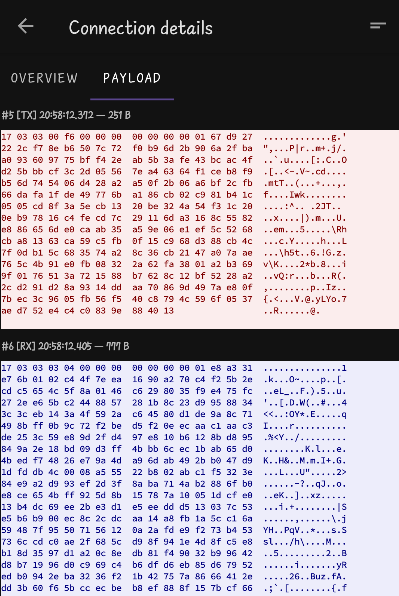 Connection details
OVERVIEW PAYLOAD
#5 [TX] 20:58:12.372 — 251 B
17 03 03 00 f6 00 00 00 00 00 00 00 01 67 d9 27 .............g.'
22 2c f7 8e b6 50 7c 72 f0 b9 6d 2b 90 6a 2f ba ",...P|r..m+.j/.
a0 93 60 97 75 bf f4 2e ab 5b 3a fe 43 bc ac 4f ..`.u....[:.C..O
d2 5b bb cf 3c 2d 05 56 7e a4 63 64 f1 ce b8 f9 .[..<-.V~.cd....
b5 6d 74 54 06 d4 28 a2 a5 0f 2b 06 a6 bf 2c fb .mtT..(...+...,.
66 da fa 1f de 49 77 6b a1 86 cb 02 c9 81 b4 1c f....Iwk........
05 05 cd 8f 3a 5e cb 13 20 be 32 4a 54 f3 1c 20 ....:^.. .2JT..
0e b9 78 16 c4 fe cd 7c 29 11 6d a3 16 8c 55 82 ..x....|).m...U.
e8 86 65 6d e0 ca ab 35 a5 9e 06 e1 ef 5c 52 68 ..em...5.....\Rh
cb a8 13 63 ca 59 c5 fb 0f 15 c9 68 d3 88 cb 4c ...c.Y.....h...L
7f 0d b1 5c 68 35 74 a2 8c 36 cb 21 47 a0 7a ae ...\h5t..6.!G.z.
76 5c 4b 91 e0 fb 08 32 2a 62 fa 38 01 a2 b3 69 v\K....2*b.8...i
9f 01 76 51 3a 72 15 88 b7 62 8c 12 bf 52 28 a2 ..vQ:r...b...R(.
2c d2 91 d2 8a 93 14 dd aa 70 86 9d 49 7a e8 0f ,........p..Iz..
7b ec 3c 96 05 fb 56 f5 40 c8 79 4c 59 6f 05 37 {.<...V.@.yLYo.7
ae d7 52 e4 c4 c0 83 9e 88 40 13 ..R......@.
#6 [RX] 20:58:12.405 — 777 B
17 03 03 03 04 00 00 00 00 00 00 00 01 e8 a3 31 ...............1
e7 6b 01 02 c4 4f 7e ea 16 90 a2 70 c4 f2 5b 2e .k...O~....p..[.
cd c5 65 4c 5f 8a 01 46 c6 29 80 35 f9 e4 75 fc ..eL_..F.).5..u.
27 2e e6 5b c2 44 88 57 28 1b 8c 23 d9 95 88 34 '..[.D.W(..#...4
3c 3c eb 14 3a 4f 59 2a c6 45 80 d1 de 9a 8c 71 <<..:OY*.E.....q
49 8b ff 0b 9c 72 f2 be d5 f2 0e ec aa c1 aa c3 I....r..........
de 25 3c 59 e8 9d 2f d4 97 e8 10 b6 12 8b d8 95 .%<Y../.........
84 9a 2e 18 bd 09 d3 ff 4b bb 6c ec 1b ab 65 d0 ........K.l...e.
4b ed f7 48 26 e7 9a 4d a9 6d ab 49 2b b0 47 d9 K..H&..M.m.I+.G.
1d fd db 4c 00 08 a5 55 22 b8 02 ab c1 f5 32 3e ...L...U".....2>
84 e9 a2 d9 93 ef 2d 3f 8a ba 71 4a b2 88 6f b0 ......-?..qJ..o.
e8 ce 65 4b ff 92 5d 8b 15 78 7a 10 05 1d cf e0 ..eK..]..xz.....
13 b4 dc 69 ee 2b e3 d1 e5 ee dd d5 13 03 7c 53 ...i.+........|S
e5 b6 b9 00 ec 8c 2c dc aa 14 a8 fb 1a 5c c1 6a ......,......\.j
59 48 7f 95 50 71 56 12 0a 2a fd e9 f2 73 b4 53 YH..PqV..*...s.S
73 6c cd c0 ae 2f 68 5c d9 8f 94 1e 4d 8f c5 e8 sl.../h\....M...
b1 8d 35 97 d1 a2 0c 8e db 81 f4 90 32 b9 96 42 ..5.........2..B
d8 b7 19 96 d0 c9 69 c4 b6 df d6 eb 85 d6 79 52 ......i.......yR
ed b0 94 2e ba 32 36 f2 1b 42 75 7a 86 66 41 2e .....26..Buz.fA.
dd 3b 60 f6 5b cc ec be b8 ef 88 8f 15 7b cf 66 .;`.[........{.f